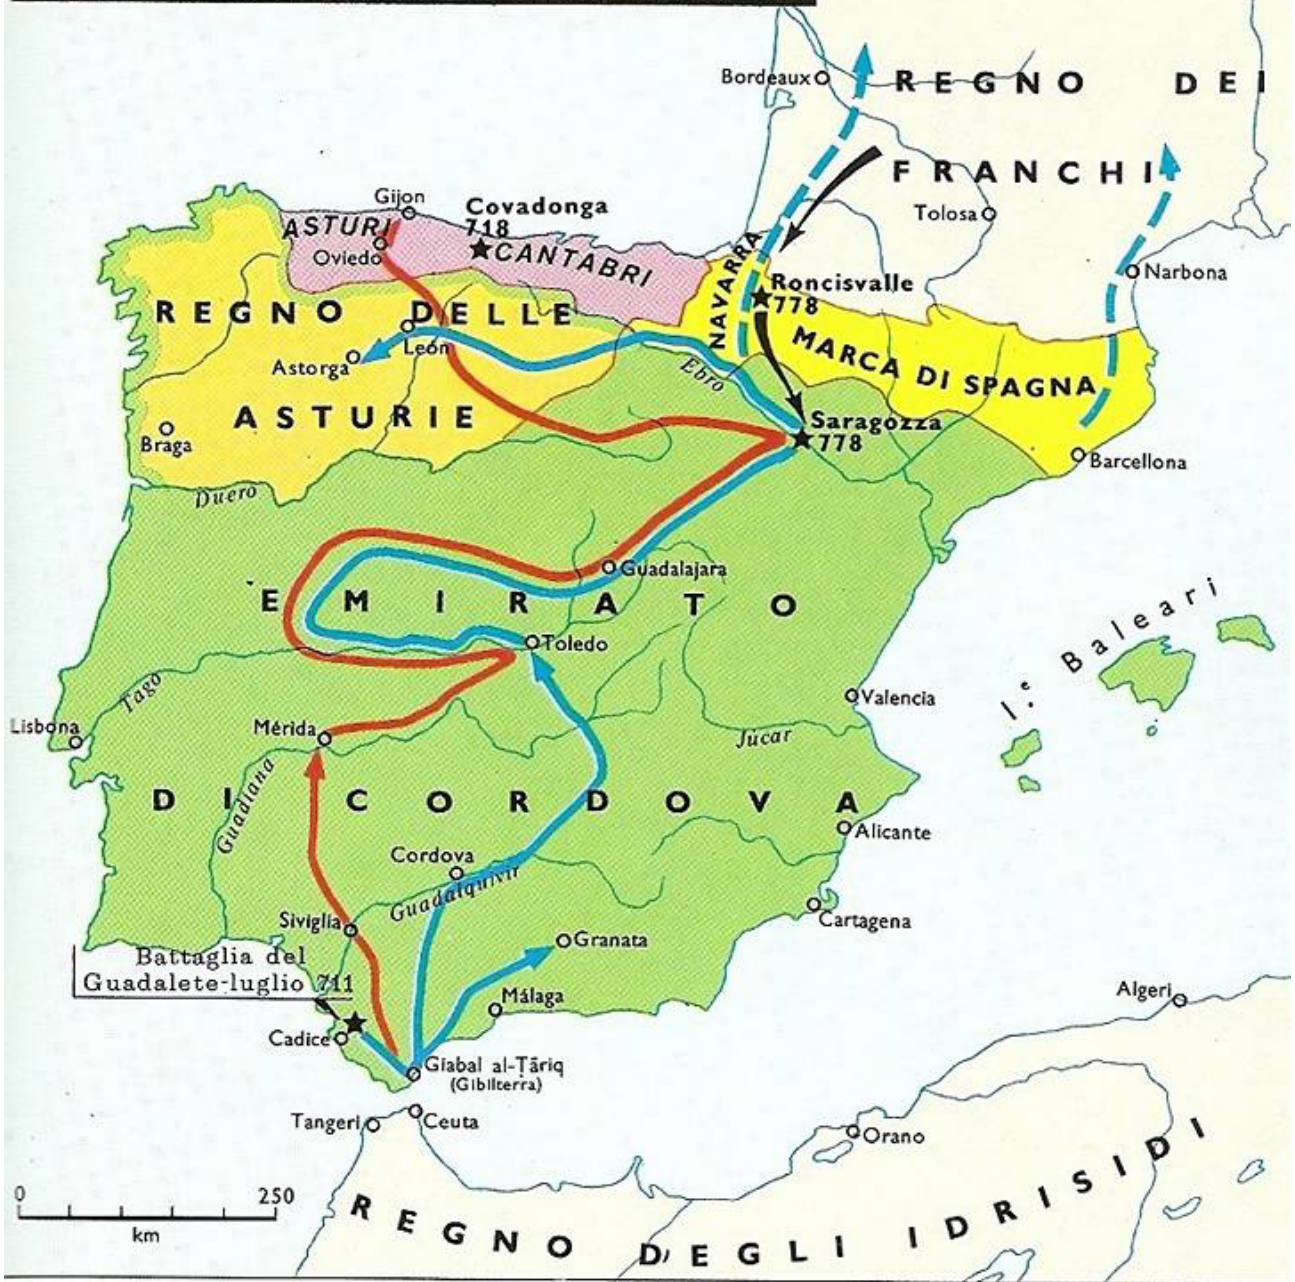 Bordeaux
REGNO DEI
FRANCHI
Tolosa
Narbona
Gijon
Covadonga
718
ASTURI
Oviedo
CANTABRI
NAVARRA
Roncisvalle
778
REGNO DELLE
León
Astorga
ASTURIE
Braga
Ebro
MARCA DI SPAGNA
Saragozza
778
Barcellona
Duero
Guadalajara
EMIRATO
Toledo
Iᵉ Baleari
Tago
Lisbona
Mérida
Valencia
Júcar
Guadiana
DI CORDOVA
Alicante
Cordova
Guadalquivir
Cartagena
Siviglia
Granata
Battaglia del
Guadalete-luglio 711
Málaga
Cadice
Giabal al-Ṭāriq
(Gibilterra)
Algeri
Tangeri
Ceuta
Orano
0 250
km
REGNO DEGLI IDRISIDI